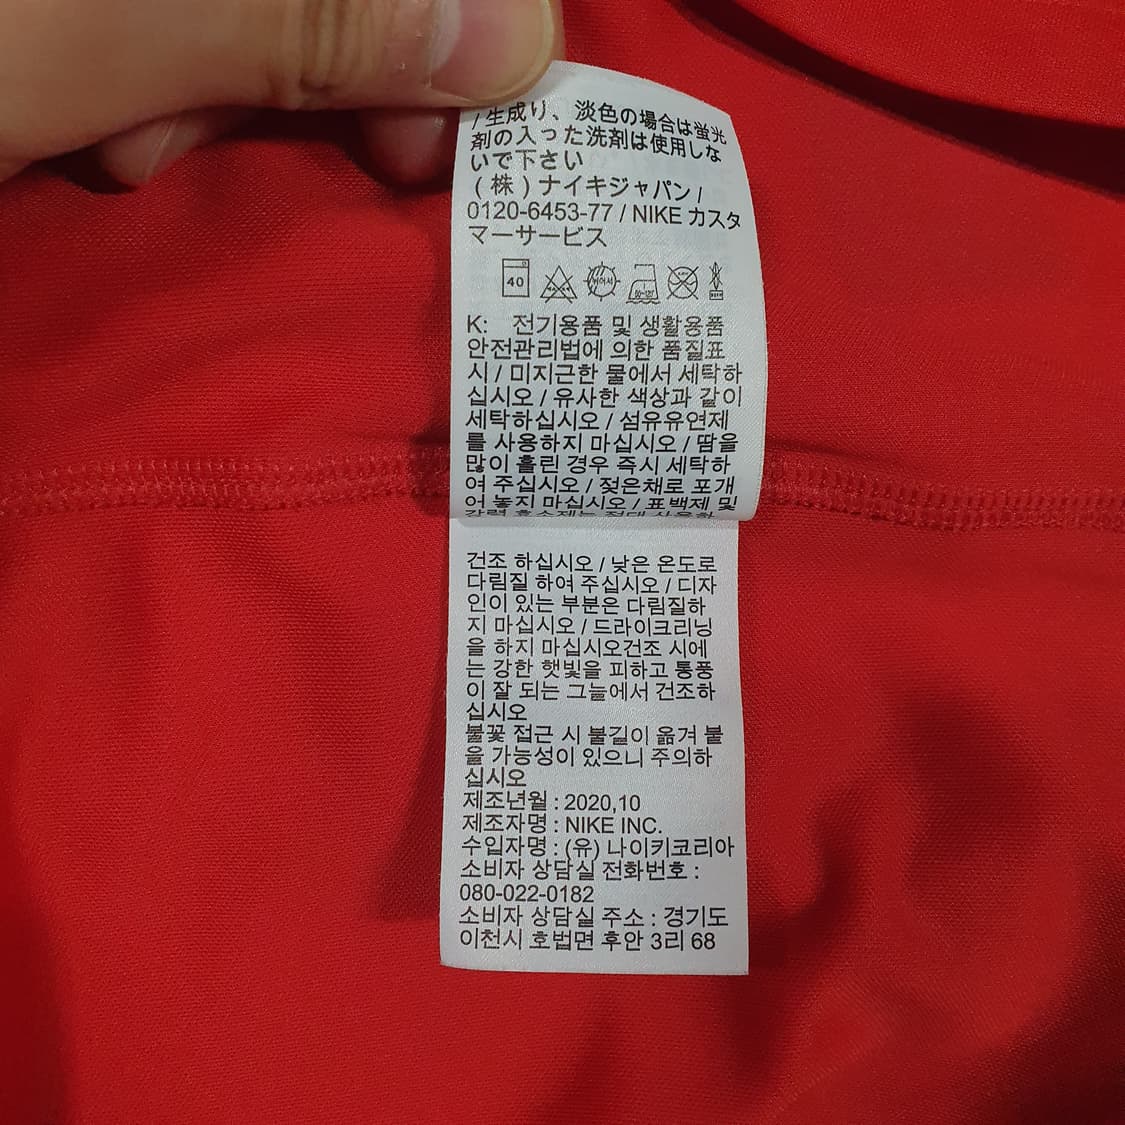 / 生成り、淡色の場合は蛍光
剤の入った洗剤は使用しな
いで下さい
( 株 ) ナイキジャパン /
0120-6453-77 / NIKE カスタ
マーサービス
40
K: 전기용품 및 생활용품
안전관리법에 의한 품질표
시 / 미지근한 물에서 세탁하
십시오 / 유사한 색상과 같이
세탁하십시오 / 섬유유연제
를 사용하지 마십시오 / 땀을
많이 흘린 경우 즉시 세탁하
여 주십시오 / 젖은채로 포개
어 놓지 마십시오 / 표백제 및
건조 하십시오 / 낮은 온도로
다림질 하여 주십시오 / 디자
인이 있는 부분은 다림질하
지 마십시오 / 드라이크리닝
을 하지 마십시오건조 시에
는 강한 햇빛을 피하고 통풍
이 잘 되는 그늘에서 건조하
십시오
불꽃 접근 시 불길이 옮겨 붙
을 가능성이 있으니 주의하
십시오
제조년월 : 2020,10
제조자명 : NIKE INC.
수입자명 : (유) 나이키코리아
소비자 상담실 전화번호 :
080-022-0182
소비자 상담실 주소 : 경기도
이천시 호법면 후안 3리 68